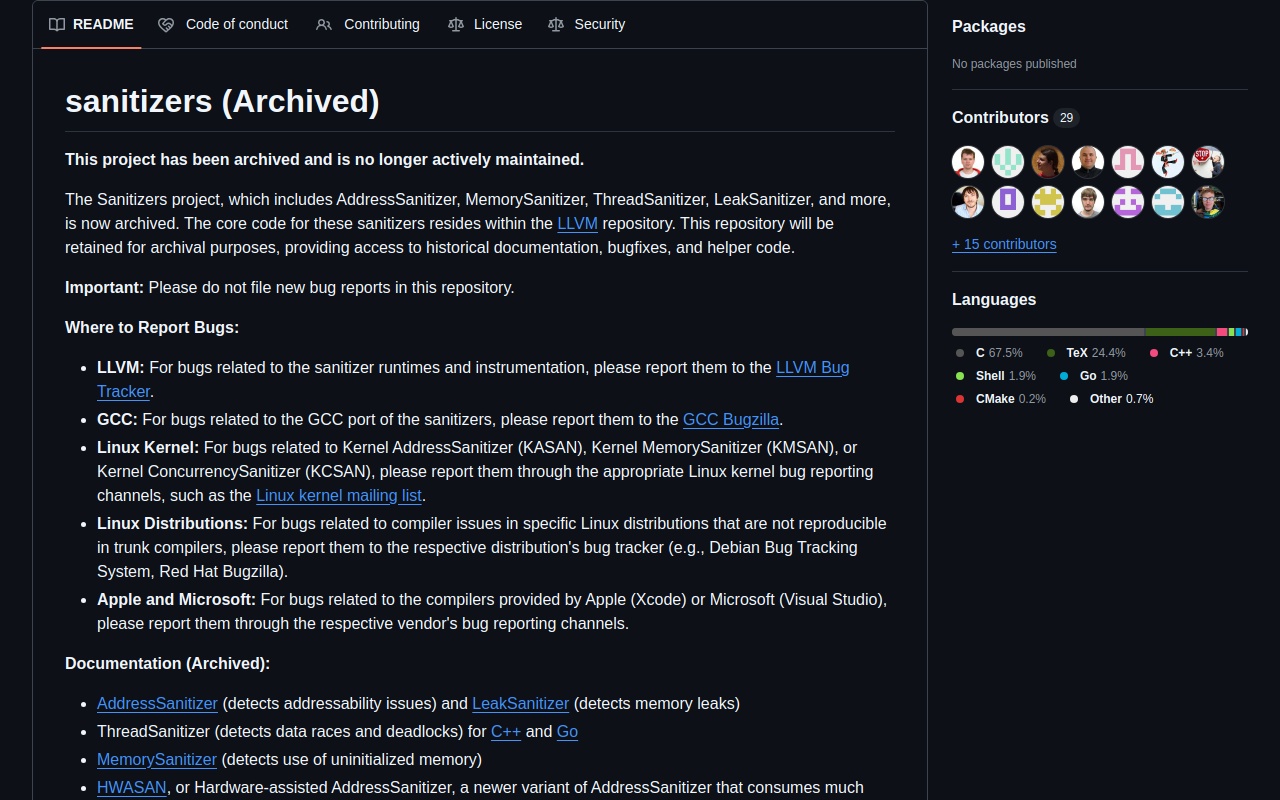 README
Code of conduct
Contributing
License
Security
sanitizers (Archived)
This project has been archived and is no longer actively maintained.
The Sanitizers project, which includes AddressSanitizer, MemorySanitizer, ThreadSanitizer, LeakSanitizer, and more,
is now archived. The core code for these sanitizers resides within the LLVM repository. This repository will be
retained for archival purposes, providing access to historical documentation, bugfixes, and helper code.
Important: Please do not file new bug reports in this repository.
Where to Report Bugs:
LLVM: For bugs related to the sanitizer runtimes and instrumentation, please report them to the LLVM Bug
Tracker.
GCC: For bugs related to the GCC port of the sanitizers, please report them to the GCC Bugzilla.
Linux Kernel: For bugs related to Kernel AddressSanitizer (KASAN), Kernel MemorySanitizer (KMSAN), or
Kernel ConcurrencySanitizer (KCSAN), please report them through the appropriate Linux kernel bug reporting
channels, such as the Linux kernel mailing list.
Linux Distributions: For bugs related to compiler issues in specific Linux distributions that are not reproducible
in trunk compilers, please report them to the respective distribution's bug tracker (e.g., Debian Bug Tracking
System, Red Hat Bugzilla).
Apple and Microsoft: For bugs related to the compilers provided by Apple (Xcode) or Microsoft (Visual Studio),
please report them through the respective vendor's bug reporting channels.
Documentation (Archived):
AddressSanitizer (detects addressability issues) and LeakSanitizer (detects memory leaks)
ThreadSanitizer (detects data races and deadlocks) for C++ and Go
MemorySanitizer (detects use of uninitialized memory)
HWASAN, or Hardware-assisted AddressSanitizer, a newer variant of AddressSanitizer that consumes much
Packages
No packages published
Contributors 29
STOP
+ 15 contributors
Languages
C 67.5% TeX 24.4% C++ 3.4%
Shell 1.9% Go 1.9%
CMake 0.2% Other 0.7%